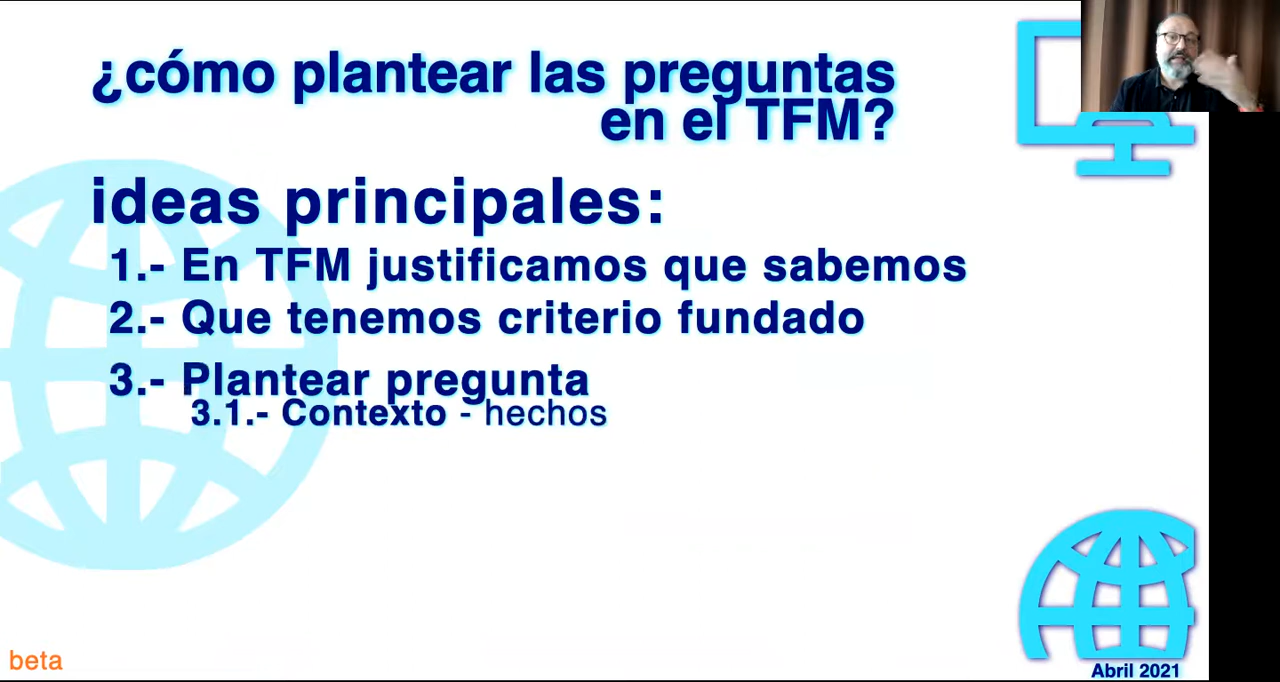 ¿cómo plantear las preguntas
en el TFM?
ideas principales:
1.- En TFM justificamos que sabemos
2.- Que tenemos criterio fundado
3.- Plantear pregunta
3.1.- Contexto - hechos
beta
Abril 2021